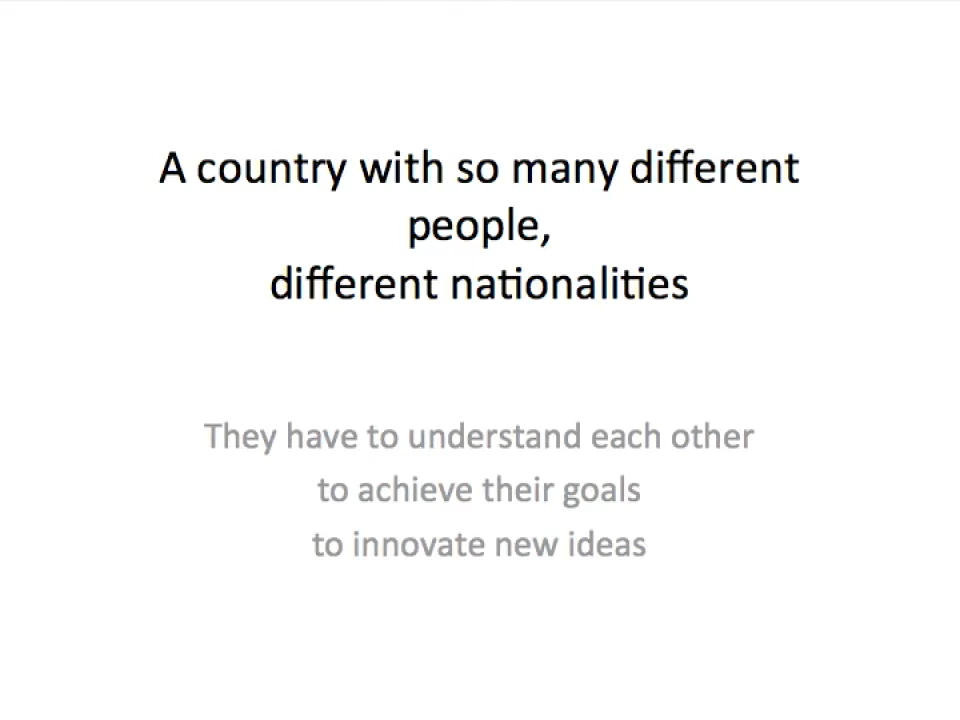 A country with so many different
people,
different nationalities
They have to understand each other
to achieve their goals
to innovate new ideas